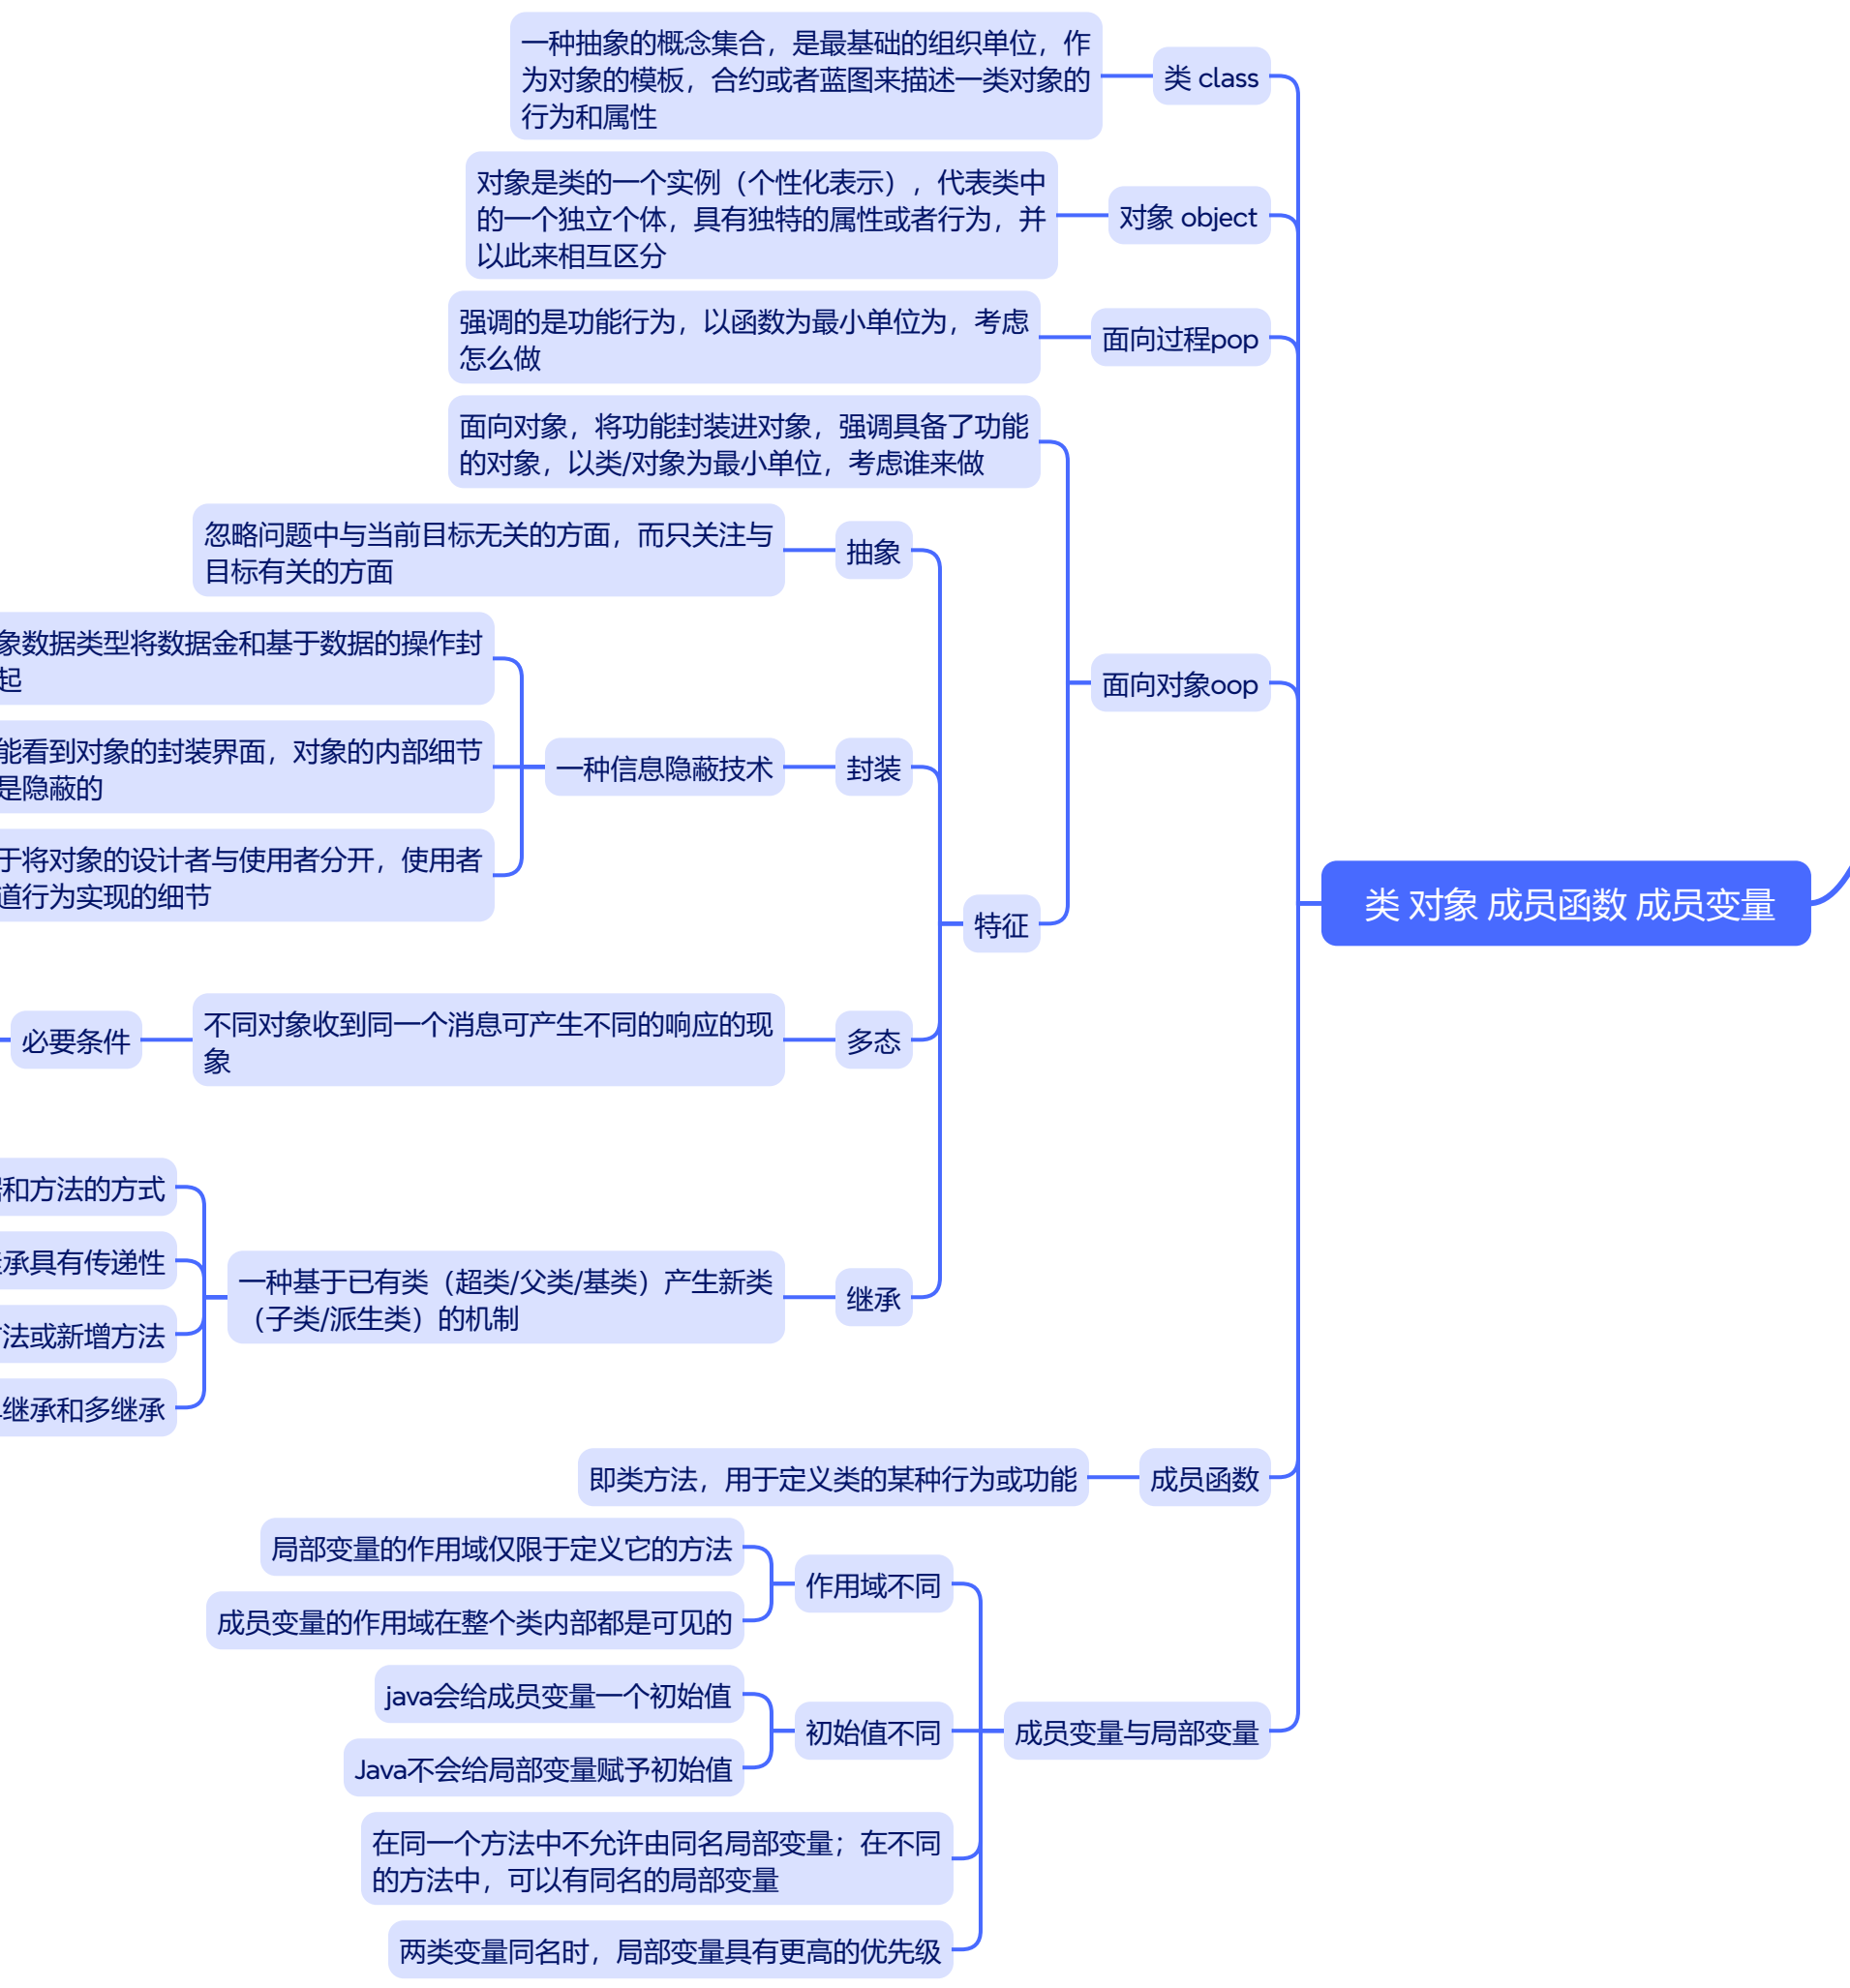 一种抽象的概念集合，是最基础的组织单位，作
为对象的模板，合约或者蓝图来描述一类对象的
行为和属性
类 class
对象是类的一个实例（个性化表示），代表类中
的一个独立个体，具有独特的属性或者行为，并
以此来相互区分
对象 object
强调的是功能行为，以函数为最小单位为，考虑
怎么做
面向过程pop
面向对象，将功能封装进对象，强调具备了功能
的对象，以类/对象为最小单位，考虑谁来做
忽略问题中与当前目标无关的方面，而只关注与
目标有关的方面
抽象
象数据类型将数据金和基于数据的操作封
起
面向对象oop
能看到对象的封装界面，对象的内部细节
是隐蔽的
一种信息隐蔽技术
封装
于将对象的设计者与使用者分开，使用者
道行为实现的细节
特征
类 对象 成员函数 成员变量
必要条件
不同对象收到同一个消息可产生不同的响应的现
象
多态
和方法的方式
承具有传递性
一种基于已有类（超类/父类/基类）产生新类
（子类/派生类）的机制
继承
法或新增方法
继承和多继承
即类方法，用于定义类的某种行为或功能
成员函数
局部变量的作用域仅限于定义它的方法
作用域不同
成员变量的作用域在整个类内部都是可见的
java会给成员变量一个初始值
初始值不同
成员变量与局部变量
Java不会给局部变量赋予初始值
在同一个方法中不允许由同名局部变量；在不同
的方法中，可以有同名的局部变量
两类变量同名时，局部变量具有更高的优先级